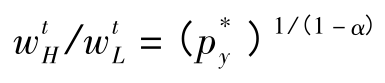 w_H^t/w_L^t = (p_y^*)^{1/(1-α)}